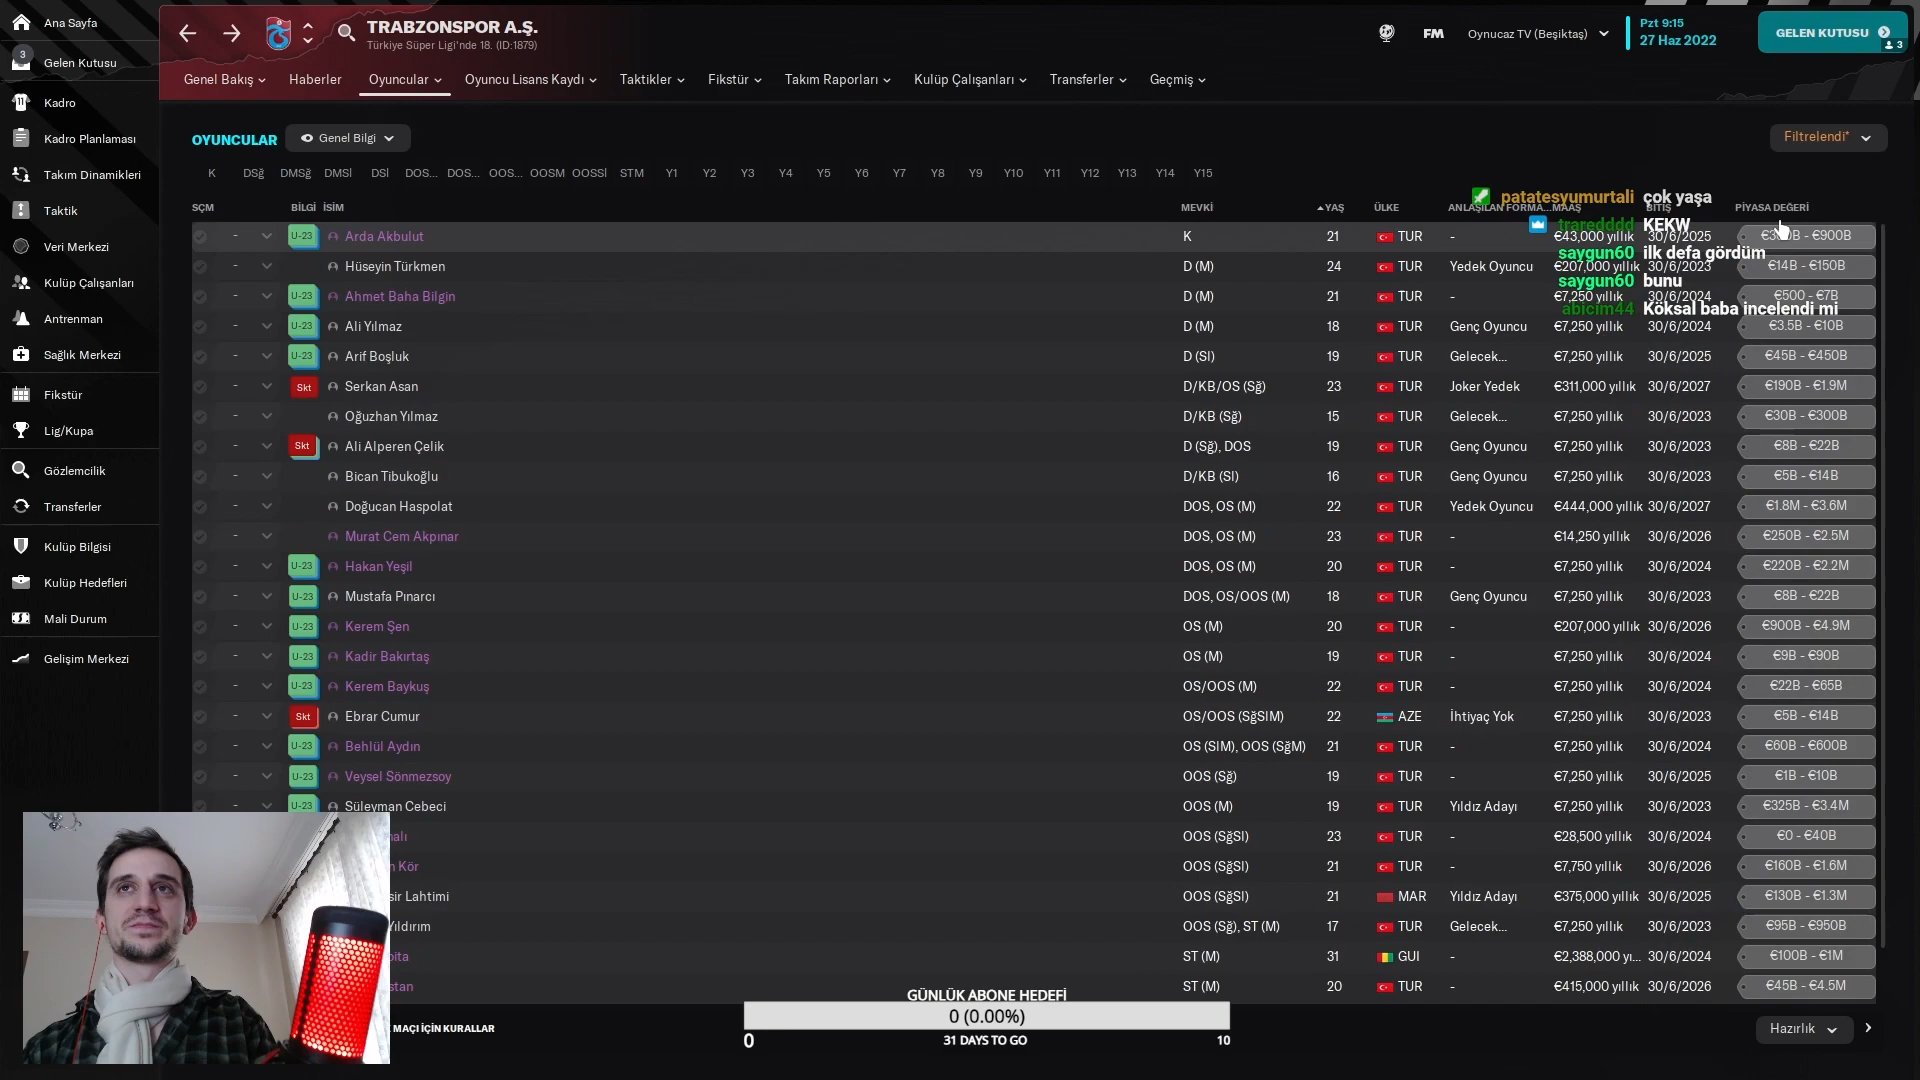 Ana Sayfa
3
Gelen Kutusu
Kadro
Kadro Planlaması
Takım Dinamikleri
Taktik
Veri Merkezi
Kulüp Çalışanları
Antrenman
Sağlık Merkezi
Fikstür
Lig/Kupa
Gözlemcilik
Transferler
Kulüp Bilgisi
Kulüp Hedefleri
Mali Durum
Gelişim Merkezi
TRABZONSPOR A.Ş.
Türkiye Süper Ligi'nde 18. (ID:1879)
FM
Oynucaz TV (Beşiktaş)
Pzt 9:15
27 Haz 2022
GELEN KUTUSU
3
Genel Bakış Haberler Oyuncular Oyuncu Lisans Kaydı Taktikler Fikstür Takım Raporları Kulüp Çalışanları Transferler Geçmiş
OYUNCULAR Genel Bilgi Filtrelendi*
K DSğ DMSğ DMSl DSl DOS... DOS... OOS... OOSM OOSSl STM Y1 Y2 Y3 Y4 Y5 Y6 Y7 Y8 Y9 Y10 Y11 Y12 Y13 Y14 Y15
patatesyumurtali çok yaşa
SÇM BİLGİ İSİM MEVKİ YAŞ ÜLKE ANLAŞILAN FORMA... MAAŞ BİTİŞ PİYASA DEĞERİ
traredddd KEKW
- U-23 Arda Akbulut K 21 TUR - €43,000 yıllık 30/6/2025 - €900B
saygun60 ilk defa gördüm
- Hüseyin Türkmen D (M) 24 TUR Yedek Oyuncu €207,000 yıllık 30/6/2023 €14B - €150B
saygun60 bunu
- U-23 Ahmet Baha Bilgin D (M) 21 TUR - €7,250 yıllık 30/6/2024 €500 - €7B
abicim44 Köksal baba incelendi mi
- U-23 Ali Yılmaz D (M) 18 TUR Genç Oyuncu €7,250 yıllık 30/6/2024 €3.5B - €10B
- U-23 Arif Boşluk D (Sl) 19 TUR Gelecek... €7,250 yıllık 30/6/2025 €45B - €450B
- Skt Serkan Asan D/KB/OS (Sğ) 23 TUR Joker Yedek €311,000 yıllık 30/6/2027 €190B - €1.9M
- Oğuzhan Yılmaz D/KB (Sğ) 15 TUR Gelecek... €7,250 yıllık 30/6/2023 €30B - €300B
- Skt Ali Alperen Çelik D (Sğ), DOS 19 TUR Genç Oyuncu €7,250 yıllık 30/6/2023 €8B - €22B
- Bican Tibukoğlu D/KB (Sl) 16 TUR Genç Oyuncu €7,250 yıllık 30/6/2023 €5B - €14B
- Doğucan Haspolat DOS, OS (M) 22 TUR Yedek Oyuncu €444,000 yıllık 30/6/2027 €1.8M - €3.6M
- Murat Cem Akpınar DOS, OS (M) 23 TUR - €14,250 yıllık 30/6/2026 €250B - €2.5M
- U-23 Hakan Yeşil DOS, OS (M) 20 TUR - €7,250 yıllık 30/6/2024 €220B - €2.2M
- U-23 Mustafa Pınarcı DOS, OS/OOS (M) 18 TUR Genç Oyuncu €7,250 yıllık 30/6/2023 €8B - €22B
- U-23 Kerem Şen OS (M) 20 TUR - €207,000 yıllık 30/6/2026 €900B - €4.9M
- U-23 Kadir Bakırtaş OS (M) 19 TUR - €7,250 yıllık 30/6/2024 €9B - €90B
- U-23 Kerem Baykuş OS/OOS (M) 22 TUR - €7,250 yıllık 30/6/2024 €22B - €65B
- Skt Ebrar Cumur OS/OOS (SğSlM) 22 AZE İhtiyaç Yok €7,250 yıllık 30/6/2023 €5B - €14B
- U-23 Behlül Aydın OS (SlM), OOS (SğM) 21 TUR - €7,250 yıllık 30/6/2024 €60B - €600B
- U-23 Veysel Sönmezsoy OOS (Sğ) 19 TUR - €7,250 yıllık 30/6/2025 €1B - €10B
- U-23 Süleyman Cebeci OOS (M) 19 TUR Yıldız Adayı €7,250 yıllık 30/6/2023 €325B - €3.4M
OOS (SğSl) 23 TUR - €28,500 yıllık 30/6/2024 €0 - €40B
Kör OOS (SğSl) 21 TUR - €7,750 yıllık 30/6/2026 €160B - €1.6M
Lahtimi OOS (SğSl) 21 MAR Yıldız Adayı €375,000 yıllık 30/6/2025 €130B - €1.3M
Yıldırım OOS (Sğ), ST (M) 17 TUR Gelecek... €7,250 yıllık 30/6/2023 €95B - €950B
ST (M) 31 GUI - €2,388,000 yı... 30/6/2024 €100B - €1M
ST (M) 20 TUR - €415,000 yıllık 30/6/2026 €45B - €4.5M
GÜNLÜK ABONE HEDEFİ
0 (0.00%)
0 31 DAYS TO GO 10
MAÇI İÇİN KURALLAR
Hazırlık